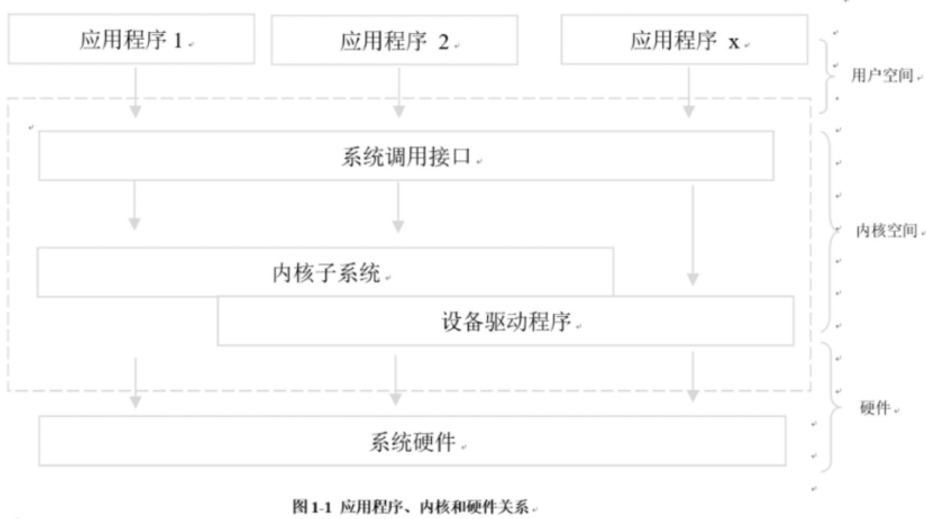 应用程序 1
应用程序 2
应用程序 x
用户空间
系统调用接口
内核空间
内核子系统
设备驱动程序
硬件
系统硬件
图 1-1 应用程序、内核和硬件关系